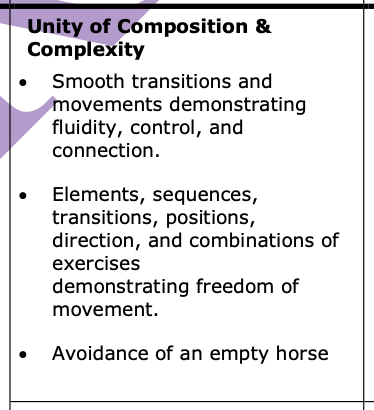 Unity of Composition &
Complexity
• Smooth transitions and
movements demonstrating
fluidity, control, and
connection.
• Elements, sequences,
transitions, positions,
direction, and combinations of
exercises
demonstrating freedom of
movement.
• Avoidance of an empty horse